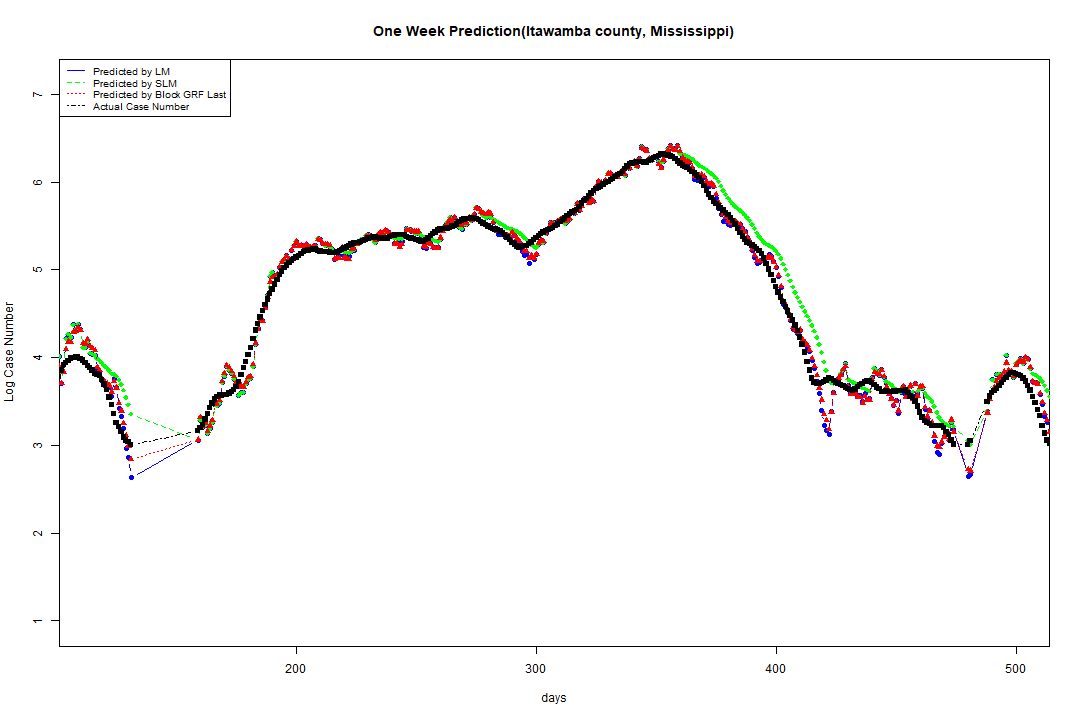 One Week Prediction(Itawamba county, Mississippi)
Predicted by LM
Predicted by SLM
Predicted by Block GRF Last
Actual Case Number
7
6
5
4
3
2
1
Log Case Number
200
300
400
500
days